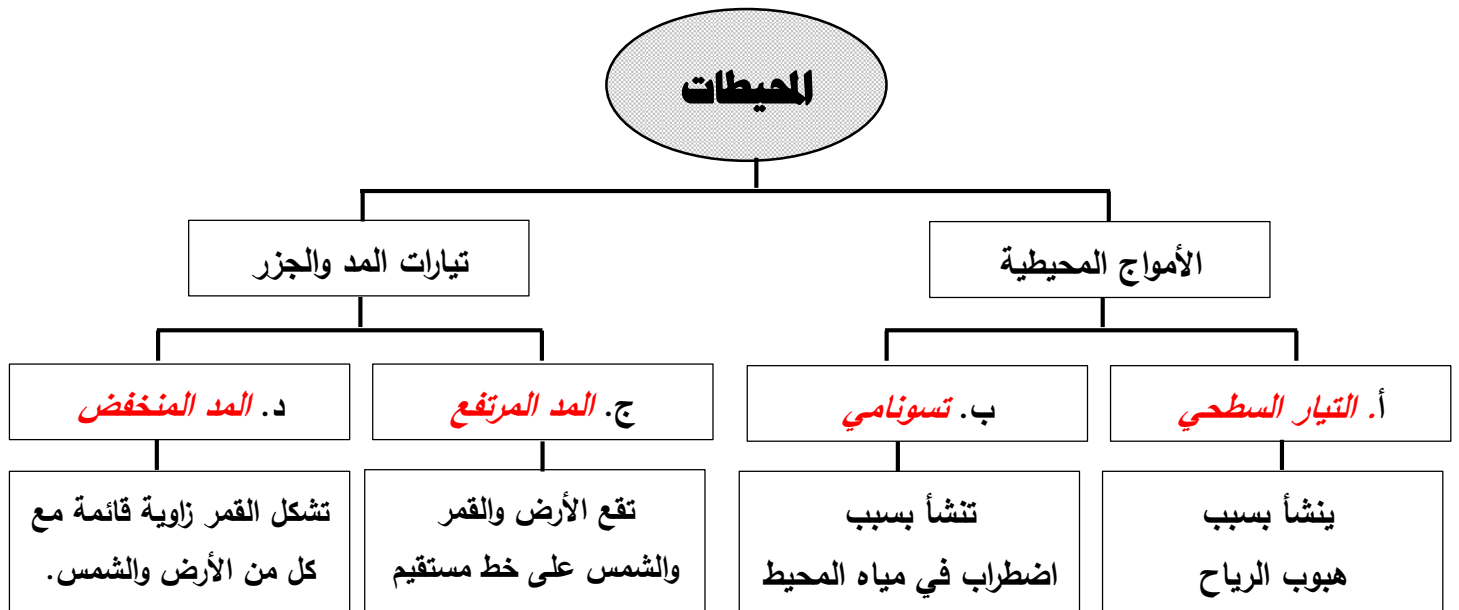 المحيطات
الأمواج المحيطية
تيارات المد والجزر
أ. التيار السطحي
ب. تسونامي
ج. المد المرتفع
د. المد المنخفض
ينشأ بسبب
هبوب الرياح
تنشأ بسبب
اضطراب في مياه المحيط
تقع الأرض والقمر
والشمس على خط مستقيم
تشكل القمر زاوية قائمة مع
كل من الأرض والشمس.